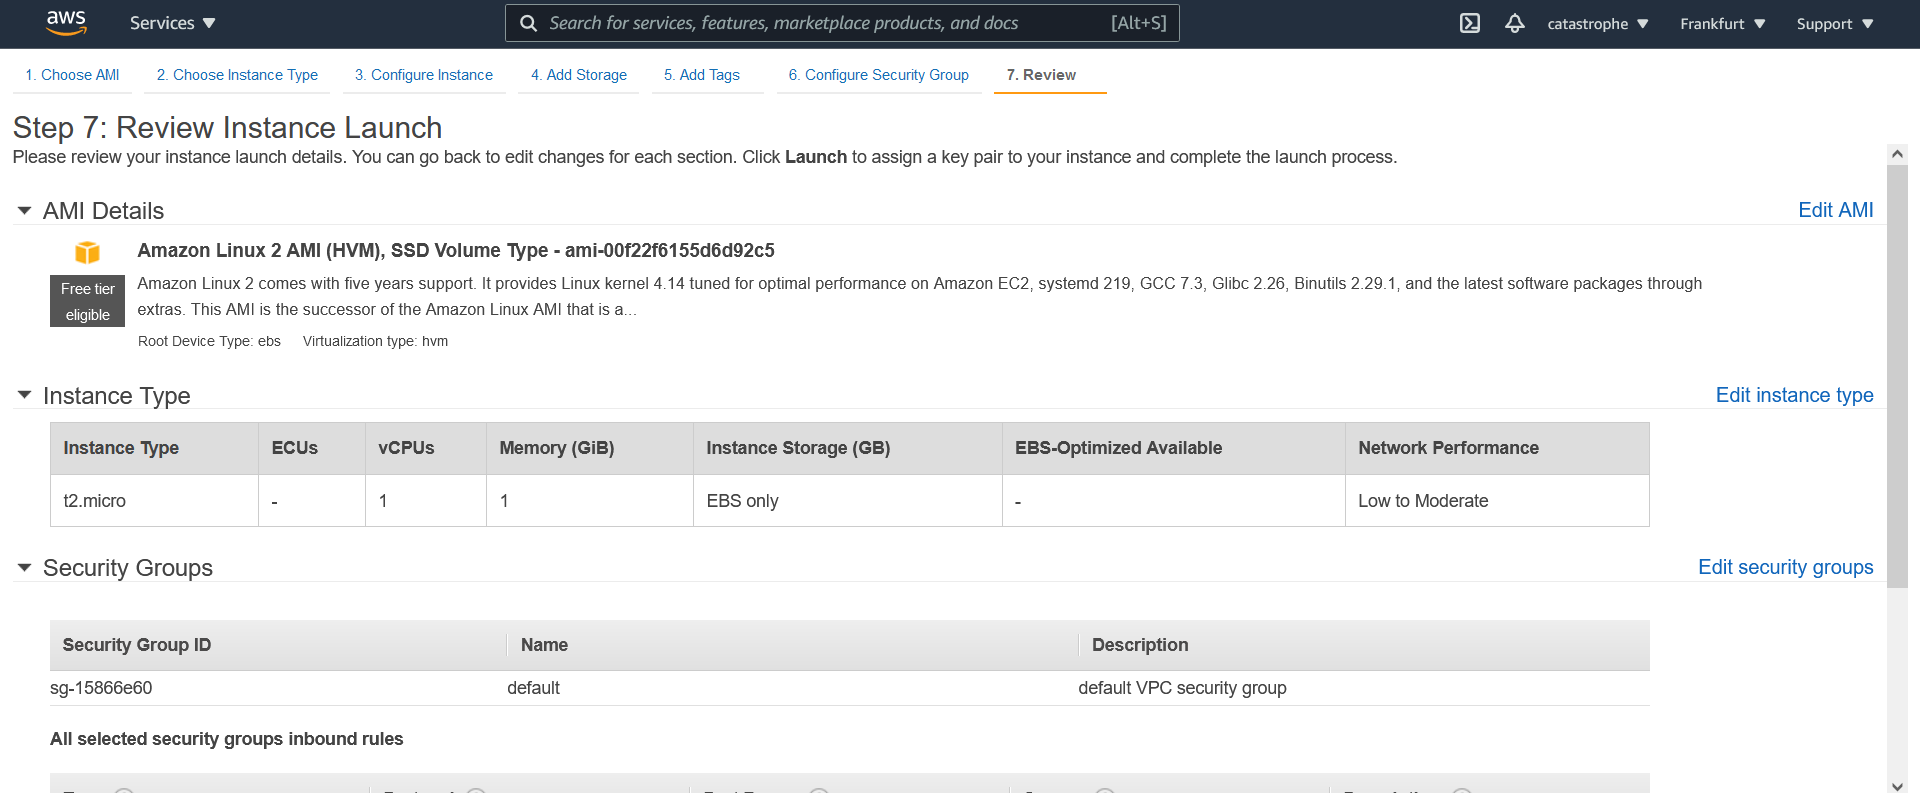 aws Services Search for services, features, marketplace products, and docs [Alt+S] catastrophe Frankfurt Support
1. Choose AMI 2. Choose Instance Type 3. Configure Instance 4. Add Storage 5. Add Tags 6. Configure Security Group 7. Review
Step 7: Review Instance Launch
Please review your instance launch details. You can go back to edit changes for each section. Click Launch to assign a key pair to your instance and complete the launch process.
AMI Details Edit AMI
Amazon Linux 2 AMI (HVM), SSD Volume Type - ami-00f22f6155d6d92c5
Free tier eligible
Amazon Linux 2 comes with five years support. It provides Linux kernel 4.14 tuned for optimal performance on Amazon EC2, systemd 219, GCC 7.3, Glibc 2.26, Binutils 2.29.1, and the latest software packages through
extras. This AMI is the successor of the Amazon Linux AMI that is a...
Root Device Type: ebs Virtualization type: hvm
Instance Type Edit instance type
Instance Type ECUs vCPUs Memory (GiB) Instance Storage (GB) EBS-Optimized Available Network Performance
t2.micro - 1 1 EBS only - Low to Moderate
Security Groups Edit security groups
Security Group ID Name Description
sg-15866e60 default default VPC security group
All selected security groups inbound rules